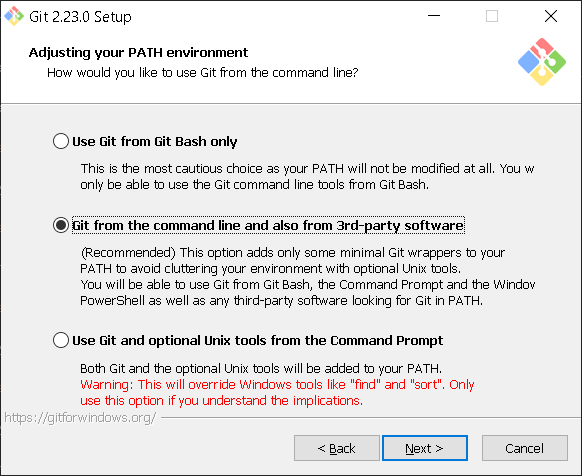 Git 2.23.0 Setup
Adjusting your PATH environment
How would you like to use Git from the command line?
Use Git from Git Bash only
This is the most cautious choice as your PATH will not be modified at all. You w
only be able to use the Git command line tools from Git Bash.
Git from the command line and also from 3rd-party software
(Recommended) This option adds only some minimal Git wrappers to your
PATH to avoid cluttering your environment with optional Unix tools.
You will be able to use Git from Git Bash, the Command Prompt and the Window
PowerShell as well as any third-party software looking for Git in PATH.
Use Git and optional Unix tools from the Command Prompt
Both Git and the optional Unix tools will be added to your PATH.
Warning: This will override Windows tools like "find" and "sort". Only
use this option if you understand the implications.
https://gitforwindows.org/
< Back
Next >
Cancel